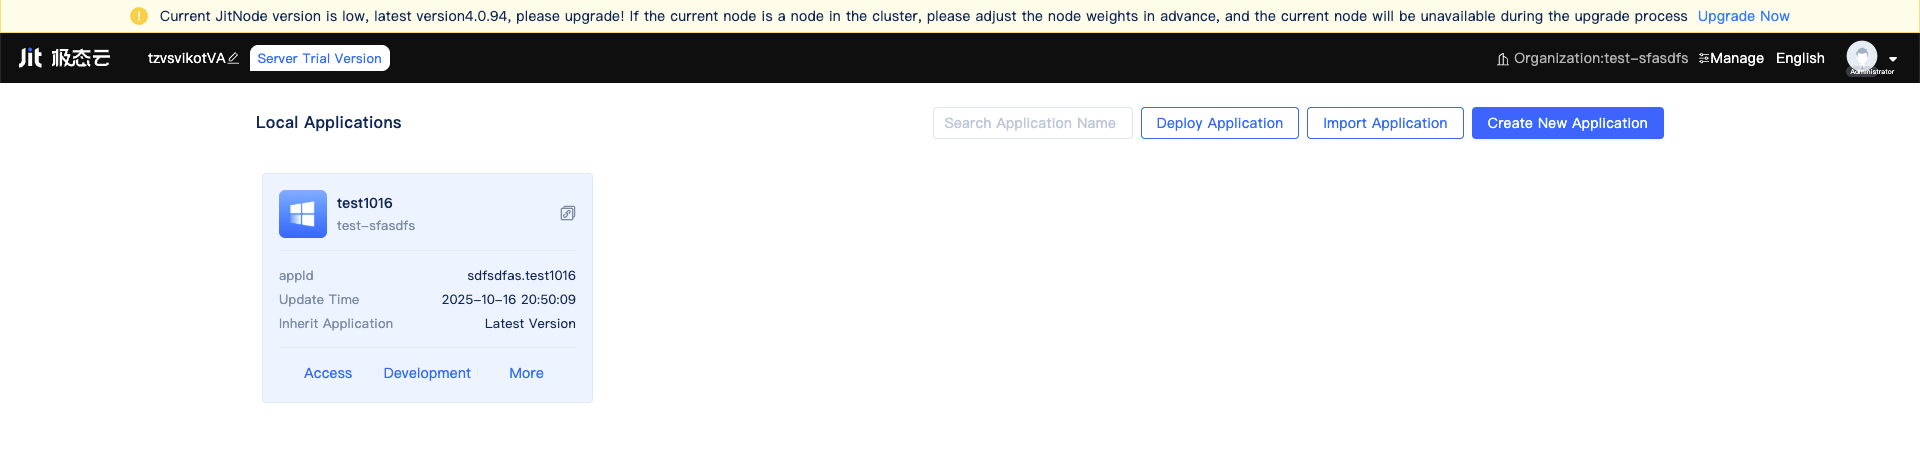 Current JitNode version is low, latest version4.0.94, please upgrade! If the current node is a node in the cluster, please adjust the node weights in advance, and the current node will be unavailable during the upgrade process Upgrade Now
Jit 极态云 tzvsvikotVA Server Trial Version Organization:test-sfasdfs Manage English
Administrator
Local Applications Search Application Name Deploy Application Import Application Create New Application
test1016
test-sfasdfs
appId sdfsdfas.test1016
Update Time 2025-10-16 20:50:09
Inherit Application Latest Version
Access Development More